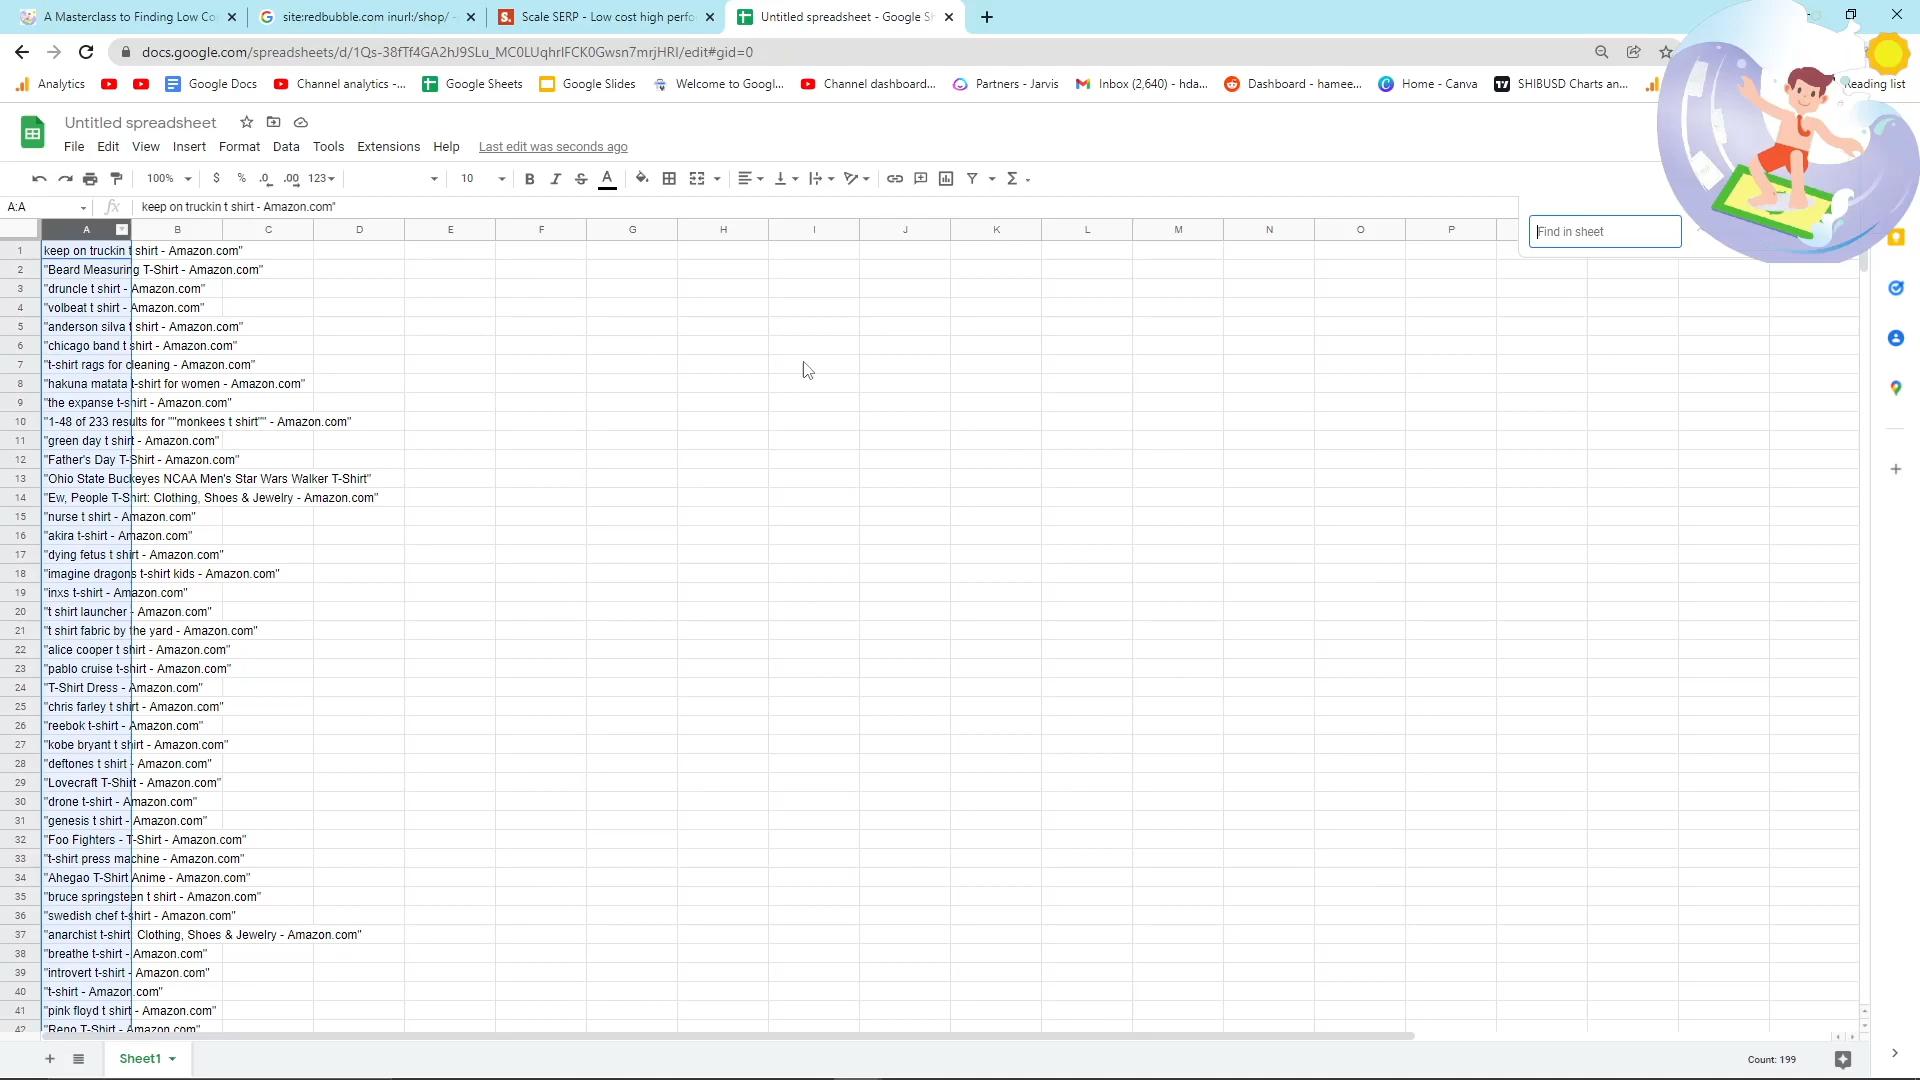 A Masterclass to Finding Low Co
site:redbubble.com inurl:/shop/ -
Scale SERP - Low cost high perfo
Untitled spreadsheet - Google Sh
docs.google.com/spreadsheets/d/1Qs-38fTf4GA2hJ9SLu_MC0LUqhrIFCK0Gwsn7mrjHRI/edit#gid=0
Analytics
Google Docs
Channel analytics -...
Google Sheets
Google Slides
Welcome to Googl...
Channel dashboard...
Partners - Jarvis
Inbox (2,640) - hda...
Dashboard - hamee...
Home - Canva
SHIBUSD Charts an...
Reading list
Untitled spreadsheet
File Edit View Insert Format Data Tools Extensions Help Last edit was seconds ago
100% $ % .0 .00 123 10 B I S A
A:A fx keep on truckin t shirt - Amazon.com"
Find in sheet
A B C D E F G H I J K L M N O P
1 keep on truckin t shirt - Amazon.com"
2 "Beard Measuring T-Shirt - Amazon.com"
3 "druncle t shirt - Amazon.com"
4 "volbeat t shirt - Amazon.com"
5 "anderson silva t shirt - Amazon.com"
6 "chicago band t shirt - Amazon.com"
7 "t-shirt rags for cleaning - Amazon.com"
8 "hakuna matata t-shirt for women - Amazon.com"
9 "the expanse t-shirt - Amazon.com"
10 "1-48 of 233 results for ""monkees t shirt"" - Amazon.com"
11 "green day t shirt - Amazon.com"
12 "Father's Day T-Shirt - Amazon.com"
13 "Ohio State Buckeyes NCAA Men's Star Wars Walker T-Shirt"
14 "Ew, People T-Shirt: Clothing, Shoes & Jewelry - Amazon.com"
15 "nurse t shirt - Amazon.com"
16 "akira t-shirt - Amazon.com"
17 "dying fetus t shirt - Amazon.com"
18 "imagine dragons t-shirt kids - Amazon.com"
19 "inxs t-shirt - Amazon.com"
20 "t shirt launcher - Amazon.com"
21 "t shirt fabric by the yard - Amazon.com"
22 "alice cooper t shirt - Amazon.com"
23 "pablo cruise t-shirt - Amazon.com"
24 "T-Shirt Dress - Amazon.com"
25 "chris farley t shirt - Amazon.com"
26 "reebok t-shirt - Amazon.com"
27 "kobe bryant t shirt - Amazon.com"
28 "deftones t shirt - Amazon.com"
29 "Lovecraft T-Shirt - Amazon.com"
30 "drone t-shirt - Amazon.com"
31 "genesis t shirt - Amazon.com"
32 "Foo Fighters - T-Shirt - Amazon.com"
33 "t-shirt press machine - Amazon.com"
34 "Ahegao T-Shirt Anime - Amazon.com"
35 "bruce springsteen t shirt - Amazon.com"
36 "swedish chef t-shirt - Amazon.com"
37 "anarchist t-shirt: Clothing, Shoes & Jewelry - Amazon.com"
38 "breathe t-shirt - Amazon.com"
39 "introvert t-shirt - Amazon.com"
40 "t-shirt - Amazon.com"
41 "pink floyd t shirt - Amazon.com"
42 "Reno T-Shirt - Amazon.com"
Sheet1
Count: 199